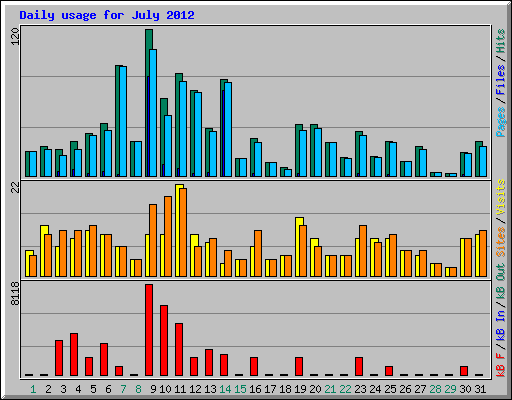 Daily usage for July 2012
120
Pages / Files / Hits
22
Sites / Visits
8118
kB F / kB In / kB Out
1 2 3 4 5 6 7 8 9 10 11 12 13 14 15 16 17 18 19 20 21 22 23 24 25 26 27 28 29 30 31